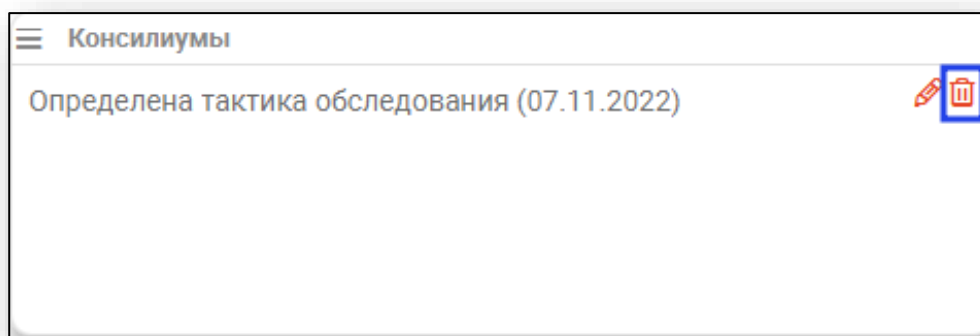 Консилиумы
Определена тактика обследования (07.11.2022)